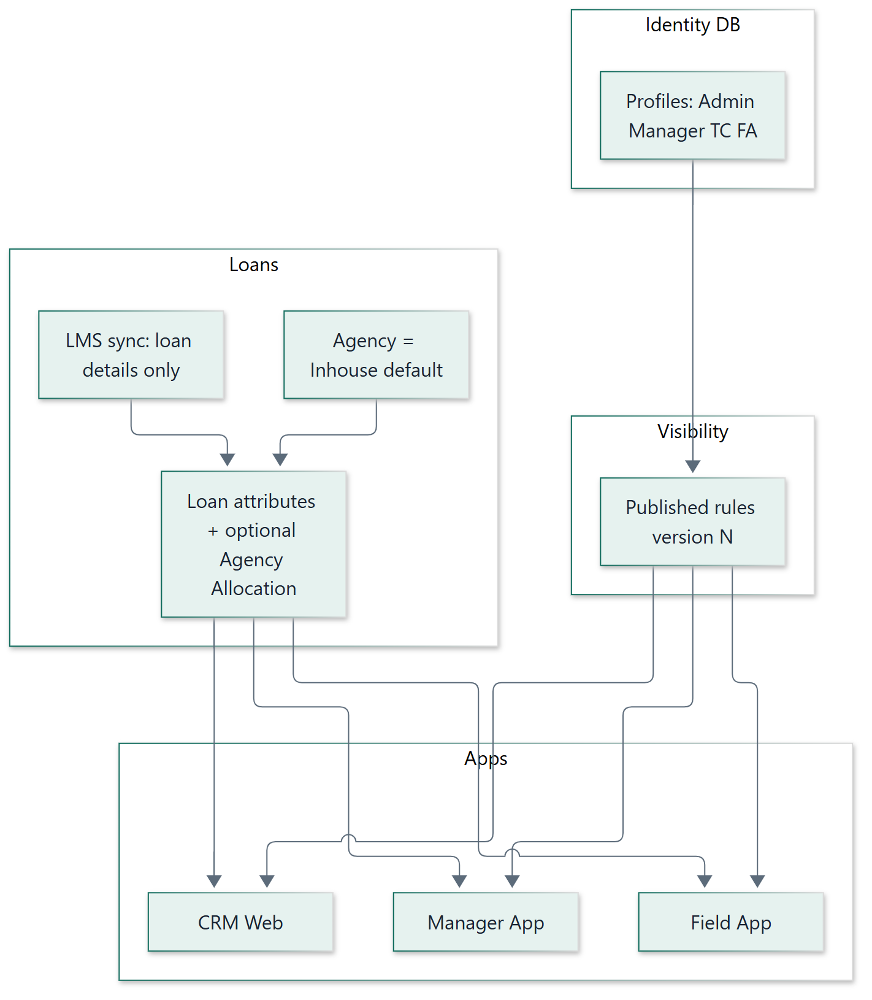 Identity DB
Profiles: Admin
Manager TC FA
Loans
LMS sync: loan
details only
Agency =
Inhouse default
Visibility
Loan attributes
+ optional
Agency
Allocation
Published rules
version N
Apps
CRM Web
Manager App
Field App